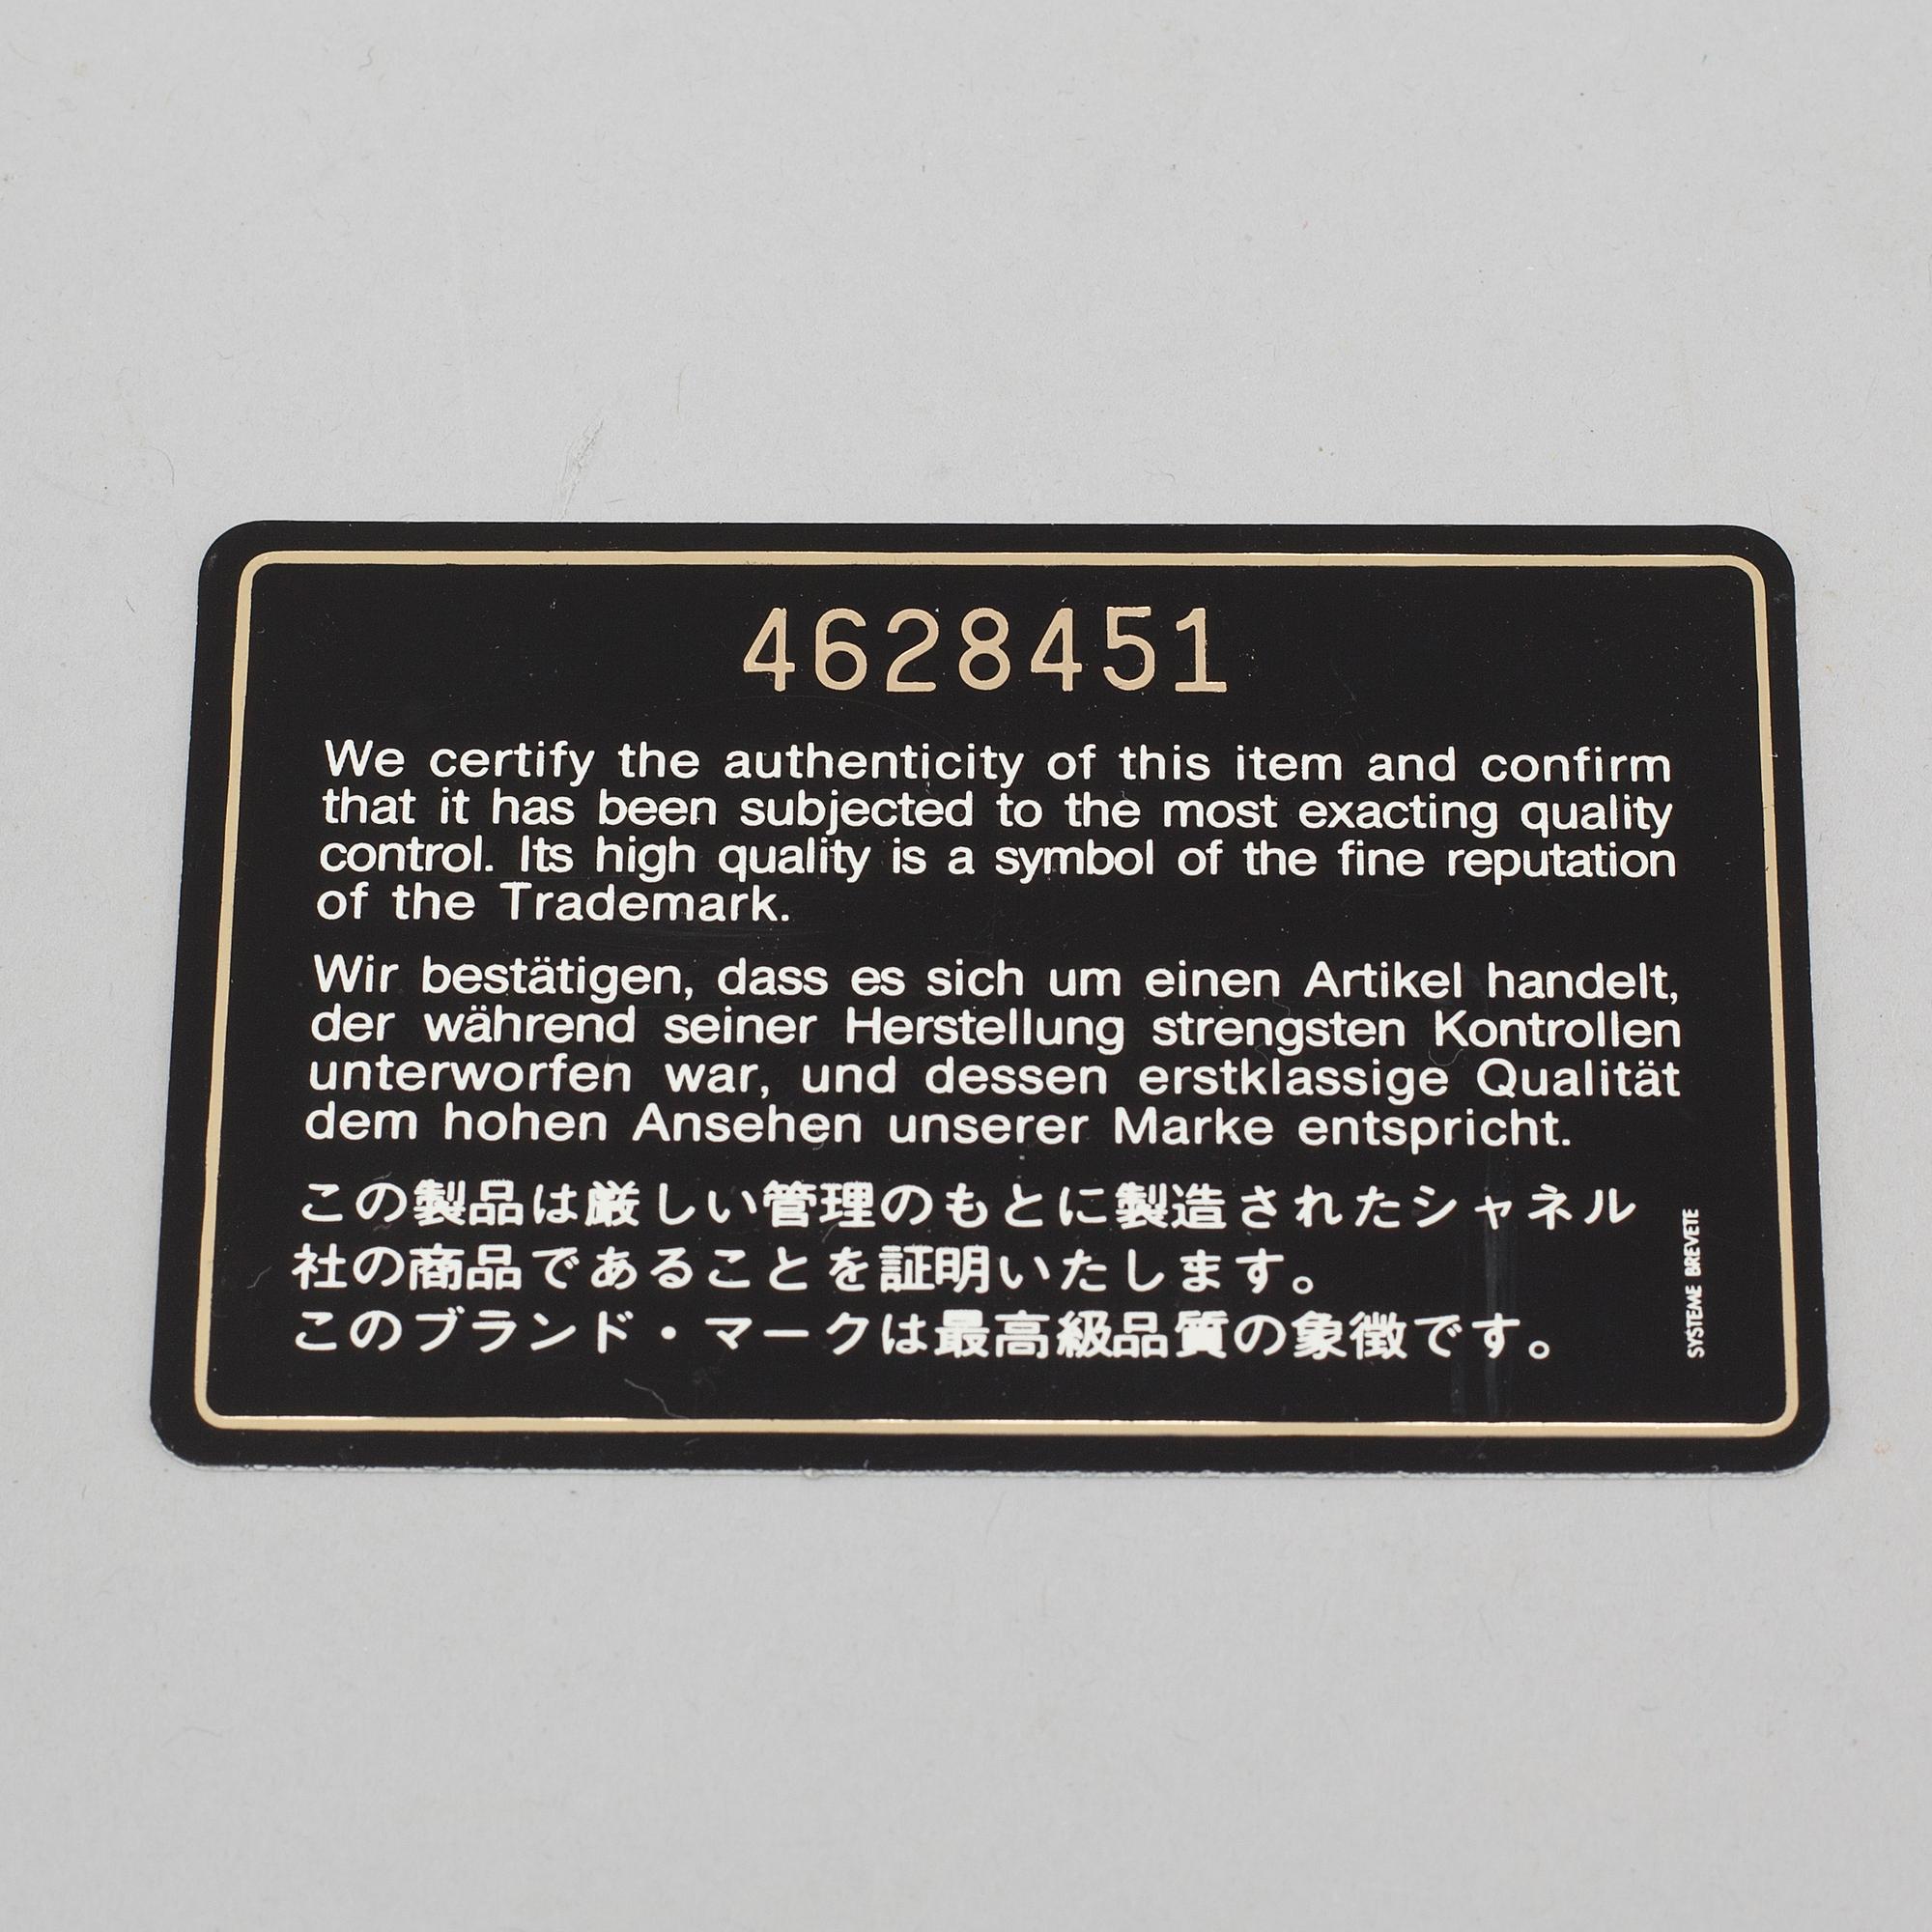 4628451
We certify the authenticity of this item and confirm
that it has been subjected to the most exacting quality
control. Its high quality is a symbol of the fine reputation
of the Trademark.
Wir bestätigen, dass es sich um einen Artikel handelt,
der während seiner Herstellung strengsten Kontrollen
unterworfen war, und dessen erstklassige Qualität
dem hohen Ansehen unserer Marke entspricht.
この製品は厳しい管理のもとに製造されたシャネル
社の商品であることを証明いたします。
このブランド・マークは最高級品質の象徴です。
SYSTEME BREVETE